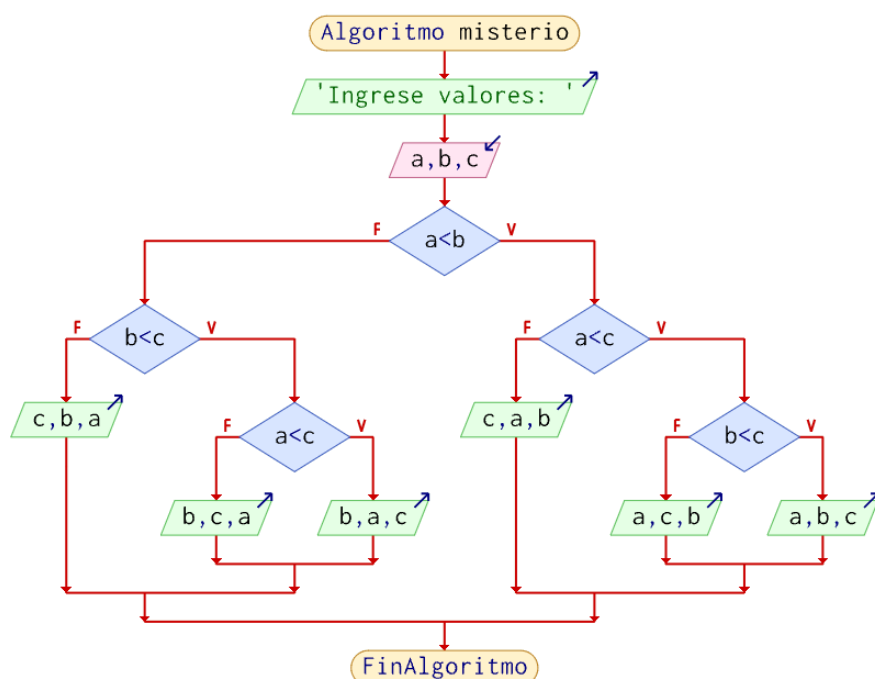 Algoritmo misterio
'Ingrese valores: '
a,b,c
a<b
F
V
b<c
F
V
a<c
F
V
c,b,a
a<c
F
V
c,a,b
b<c
F
V
b,c,a
b,a,c
a,c,b
a,b,c
FinAlgoritmo